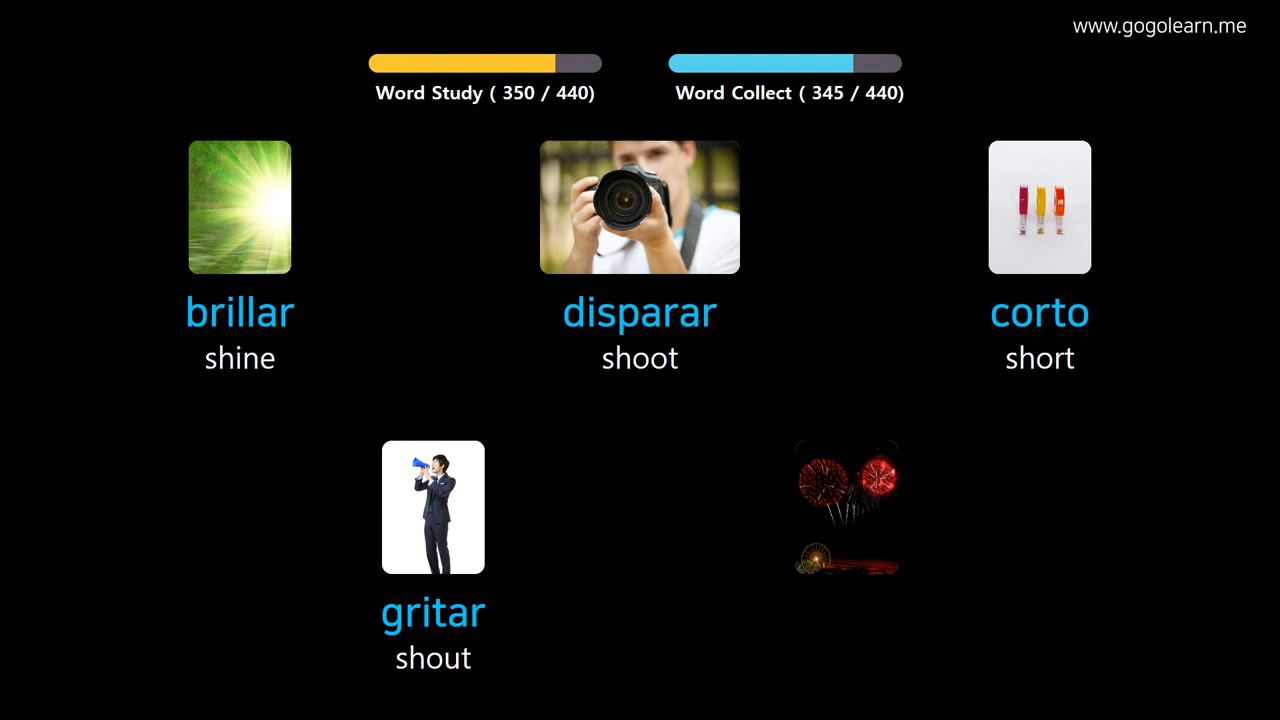 www.gogolearn.me
Word Study ( 350 / 440)
Word Collect ( 345 / 440)
brillar
shine
disparar
shoot
corto
short
gritar
shout